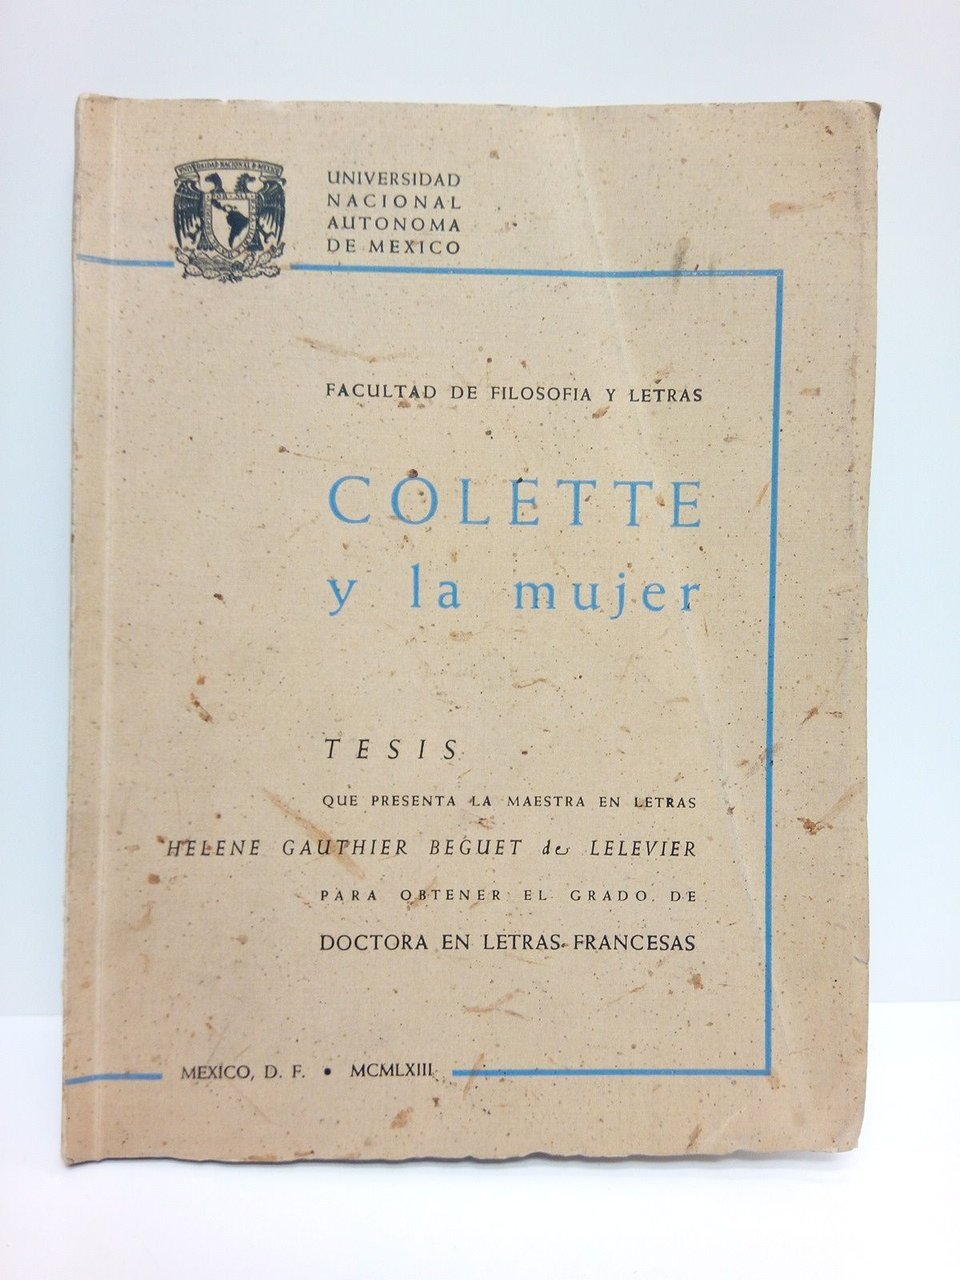 UNIVERSIDAD
NACIONAL
AUTONOMA
DE MEXICO
FACULTAD DE FILOSOFIA Y LETRAS
COLETTE
y la mujer
TESIS
QUE PRESENTA LA MAESTRA EN LETRAS
HELENE GAUTHIER BEGUET de LELEVIER
PARA OBTENER EL GRADO DE
DOCTORA EN LETRAS FRANCESAS
MEXICO, D. F. • MCMLXIII